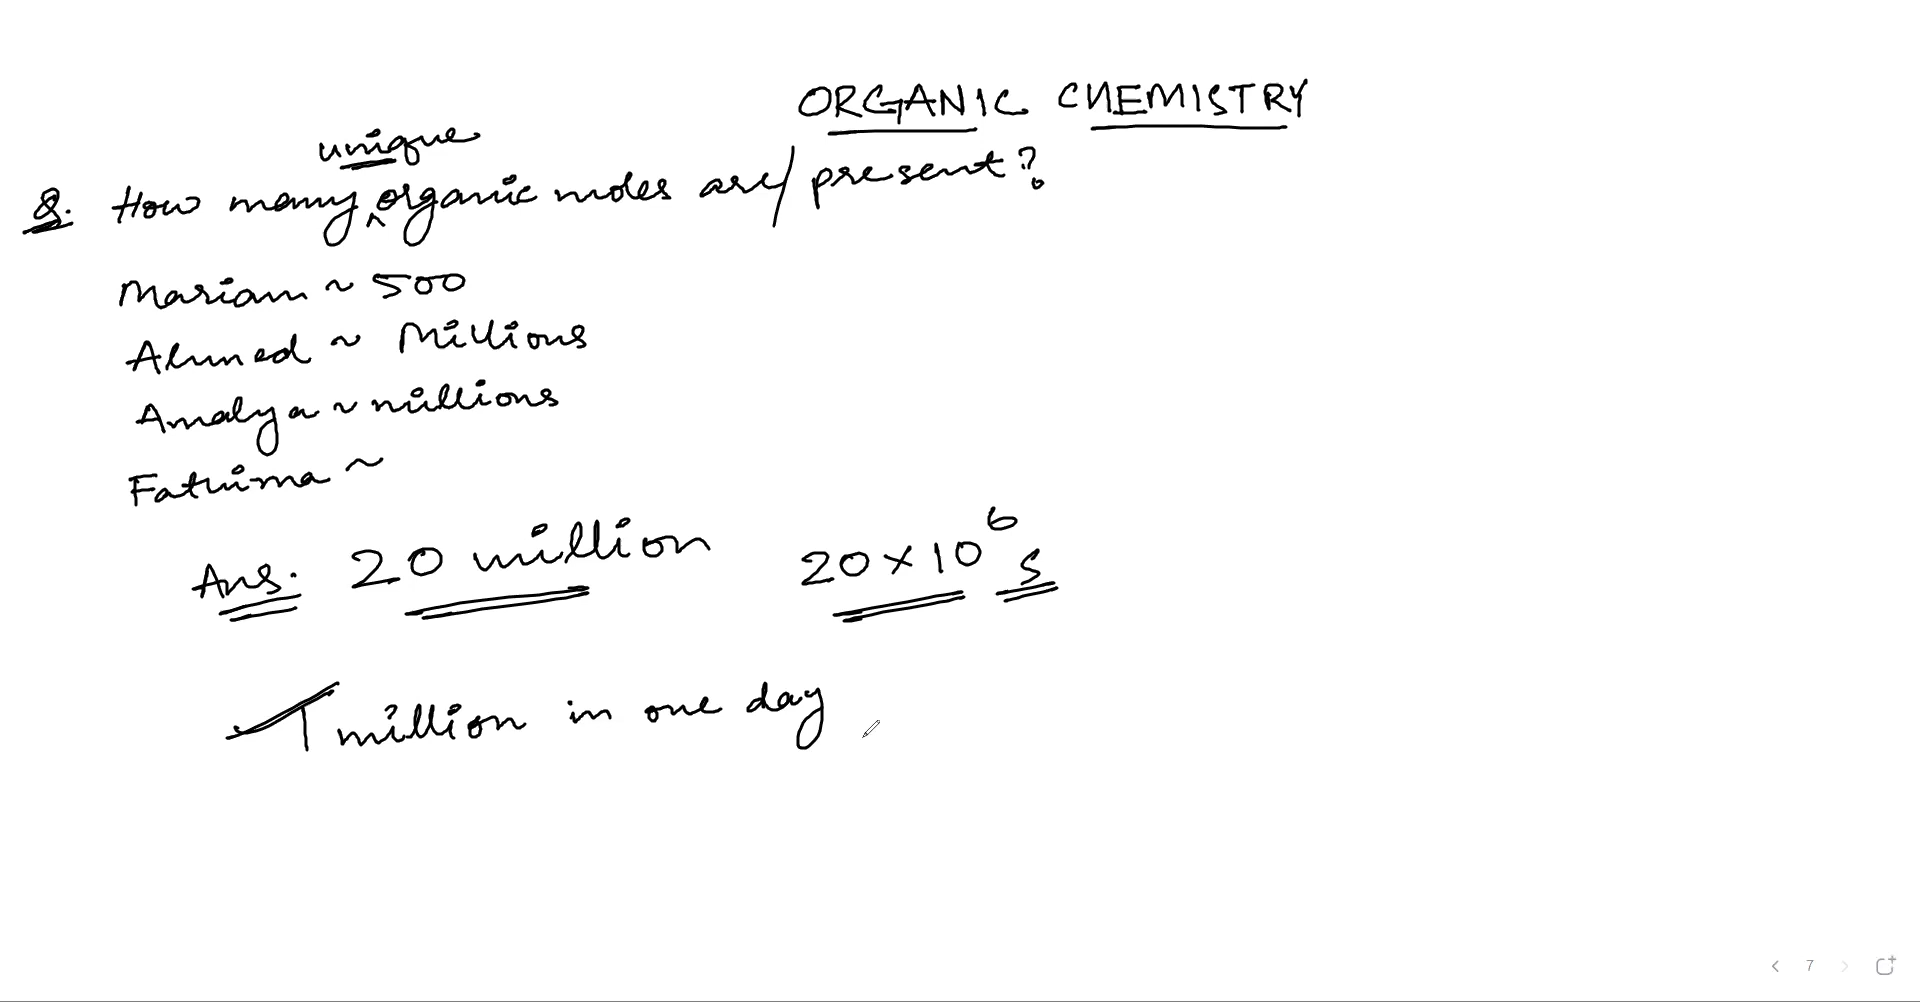 ORGANIC CHEMISTRY
unique
Q. How many ^ organic moles are/ present?
Mariam ~ 500
Ahmed ~ Millions
Amalya ~ millions
Fathima ~
Ans. 20 million 20 × 10⁶ s
1 million in one day
7